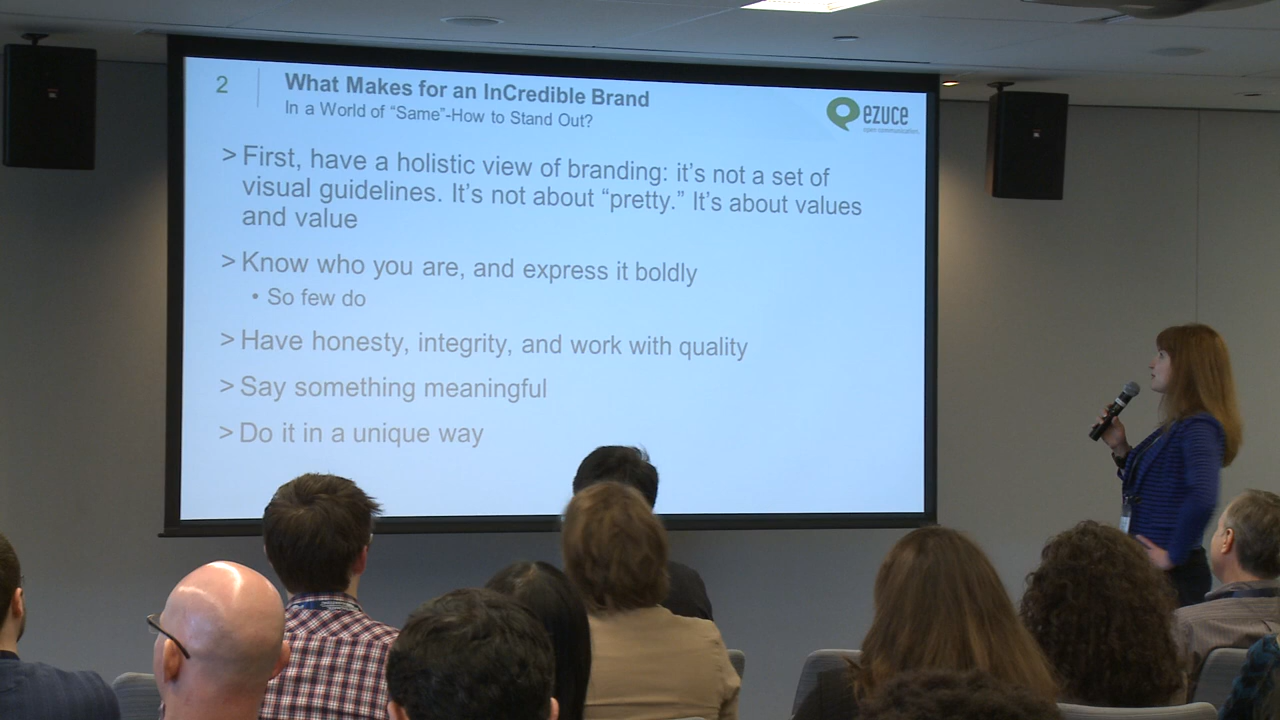 2
What Makes for an InCredible Brand
In a World of “Same”-How to Stand Out?
ezuce
open communications
> First, have a holistic view of branding: it’s not a set of
visual guidelines. It’s not about “pretty.” It’s about values
and value
> Know who you are, and express it boldly
• So few do
> Have honesty, integrity, and work with quality
> Say something meaningful
> Do it in a unique way